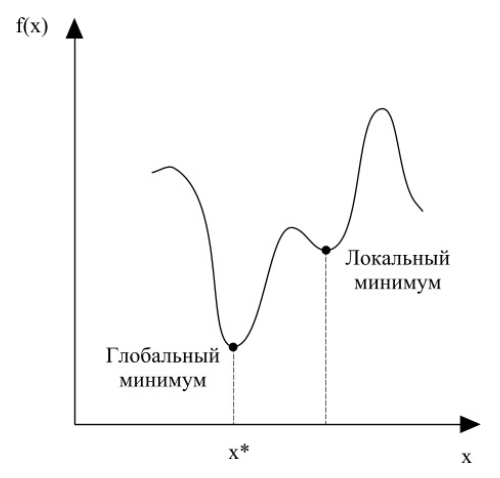 f(x)
Локальный
минимум
Глобальный
минимум
x*
x